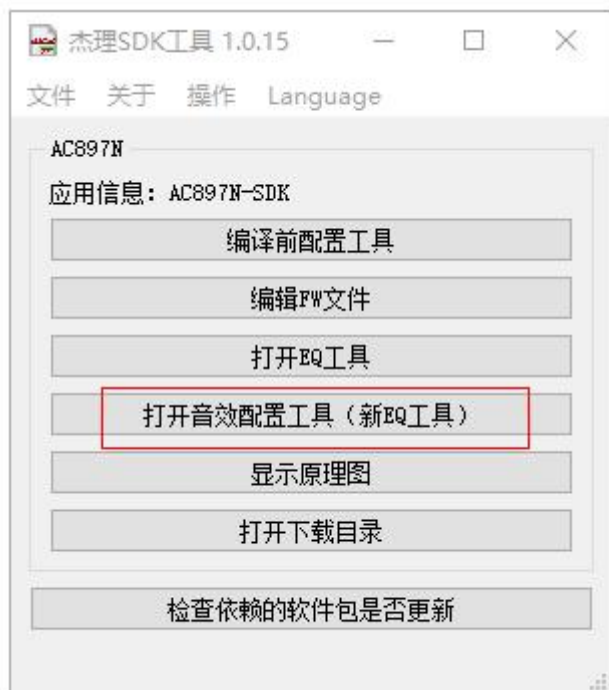 杰理SDK工具 1.0.15
文件 关于 操作 Language
AC897N
应用信息：AC897N-SDK
编译前配置工具
编辑FW文件
打开EQ工具
打开音效配置工具（新EQ工具）
显示原理图
打开下载目录
检查依赖的软件包是否更新